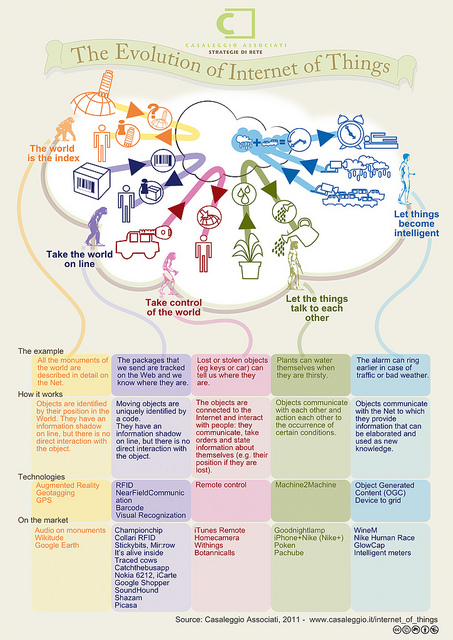 CASALEGGIO ASSOCIATI
STRATEGIE DI RETE
The Evolution of Internet of Things
The world
is the index
Take the world
on line
Take control
of the world
Let the things
talk to each
other
Let things
become
intelligent
The example
All the monuments of
the world are
described in detail on
the Net.
The packages that
we send are tracked
on the Web and we
know where they are.
Lost or stolen objects
(eg keys or car) can
tell us where they
are.
Plants can water
themselves when
they are thirsty.
The alarm can ring
earlier in case of
traffic or bad weather.
How it works
Objects are identified
by their position in the
World. They have an
information shadow
on line, but there is no
direct interaction with
the object.
Moving objects are
uniquely identified by
a code.
They have an
information shadow
on line, but there is no
direct interaction with
the object.
The objects are
connected to the
Internet and interact
with people: they
communicate, take
orders and state
information about
themselves (e.g. their
position if they are
lost).
Objects communicate
with each other and
action each other to
the occurrence of
certain conditions.
Objects communicate
with the Net to which
they provide
information that can
be elaborated and
used as new
knowledge.
Technologies
Augmented Reality
Geotagging
GPS
RFID
NearFieldCommunic
ation
Barcode
Visual Recognition
Remote control
Machine2Machine
Object Generated
Content (OGC)
Device to grid
On the market
Audio on monuments
Wikitude
Google Earth
Championchip
Collari RFID
Stickybits, Mir:row
It's alive inside
Traced cows
Catchthebusapp
Nokia 6212, iCarte
Google Shopper
SoundHound
Shazam
Picasa
iTunes Remote
Homecamera
Withings
Botannicalls
Goodnightlamp
iPhone+Nike (Nike+)
Poken
Pachube
WineM
Nike Human Race
GlowCap
Intelligent meters
Source: Casaleggio Associati, 2011 - www.casaleggio.it/internet_of_things